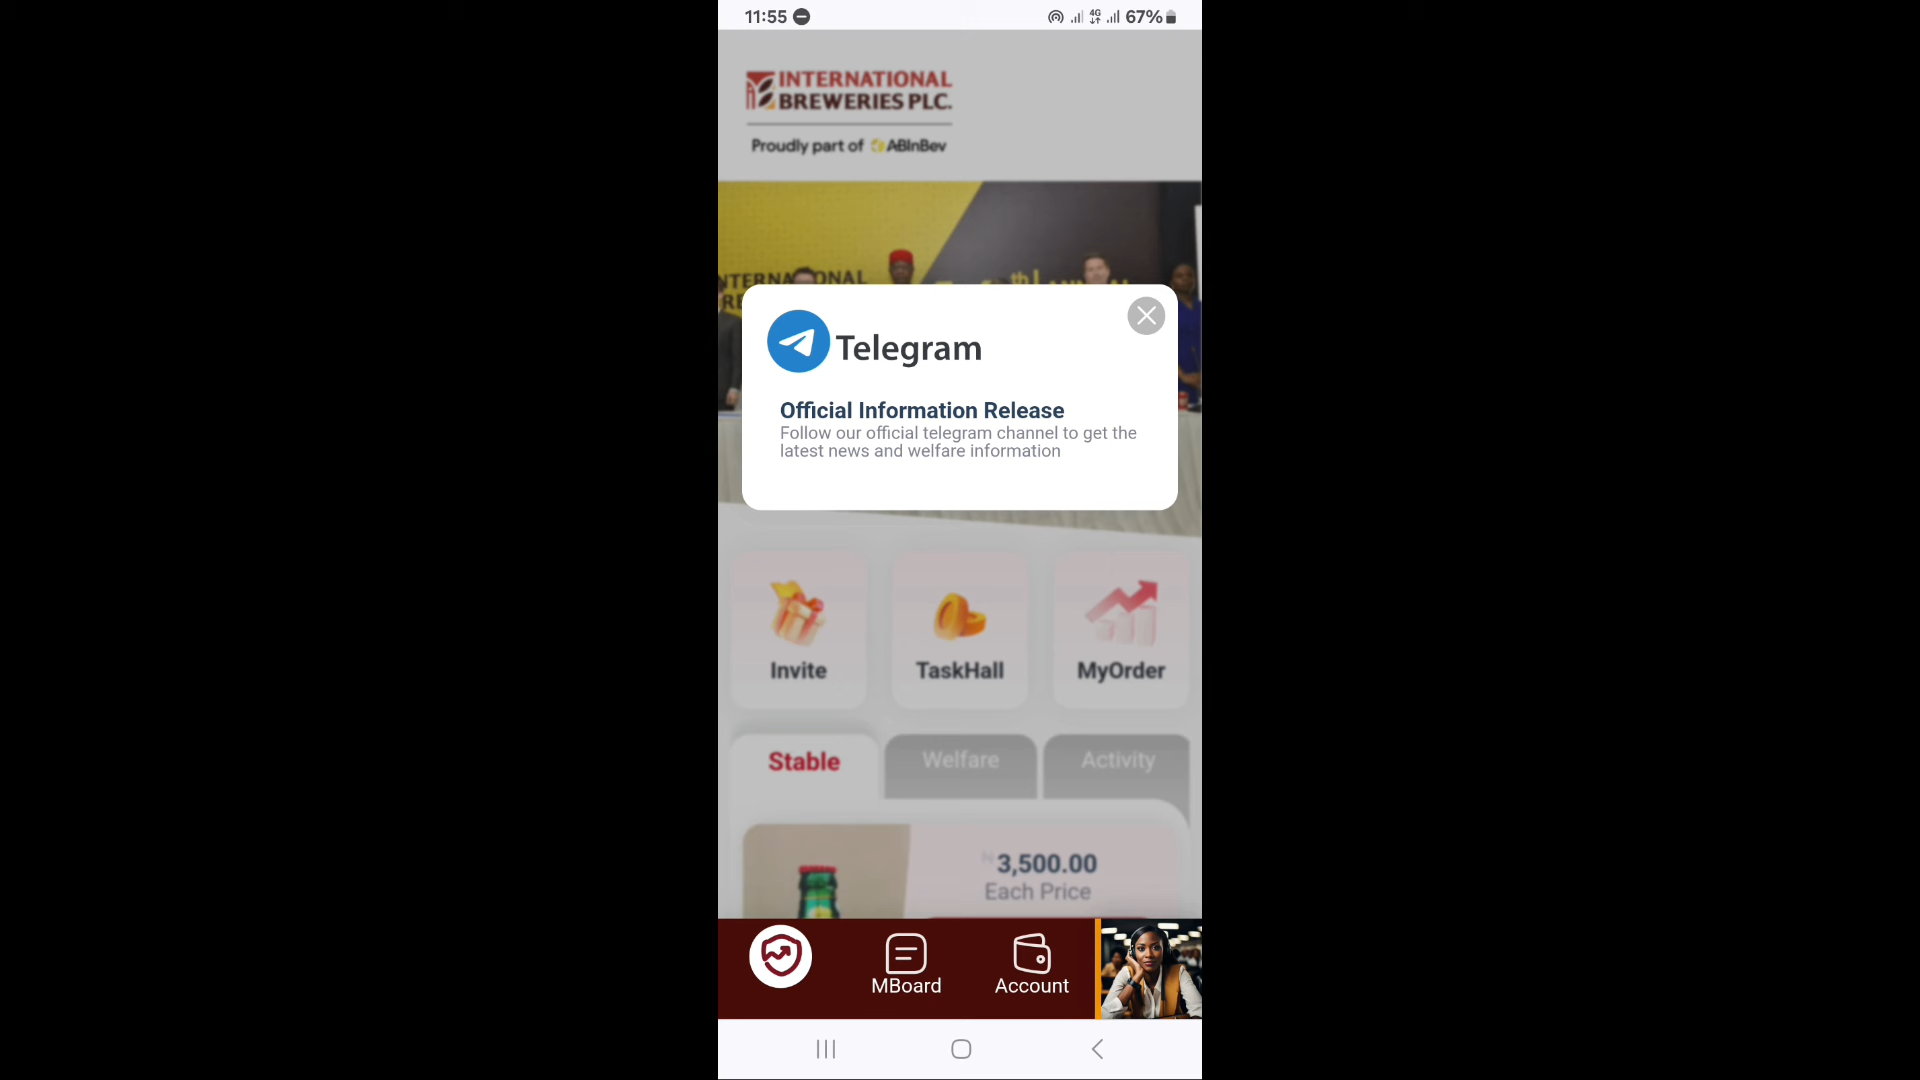 11:55
4G
67%
INTERNATIONAL
BREWERIES PLC.
Proudly part of ABInBev
Telegram
Official Information Release
Follow our official telegram channel to get the
latest news and welfare information
Invite
TaskHall
MyOrder
Stable
Welfare
Activity
₦3,500.00
Each Price
MBoard
Account